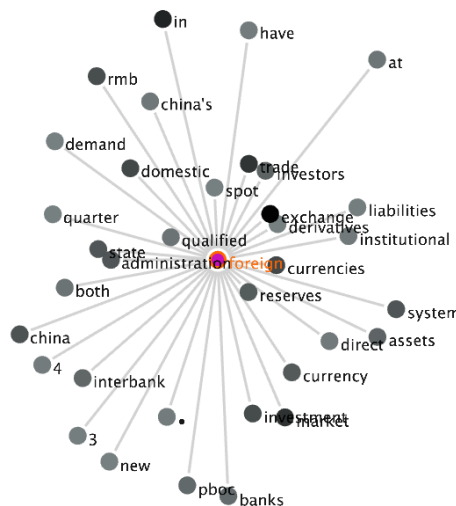 in
have
at
rmb
china's
demand
trade
domestic
investors
spot
liabilities
quarter
exchange
derivatives
qualified
institutional
state
administration
foreign
currencies
both
reserves
system
china
direct
assets
4
interbank
currency
investment
market
.
3
new
pboc
banks